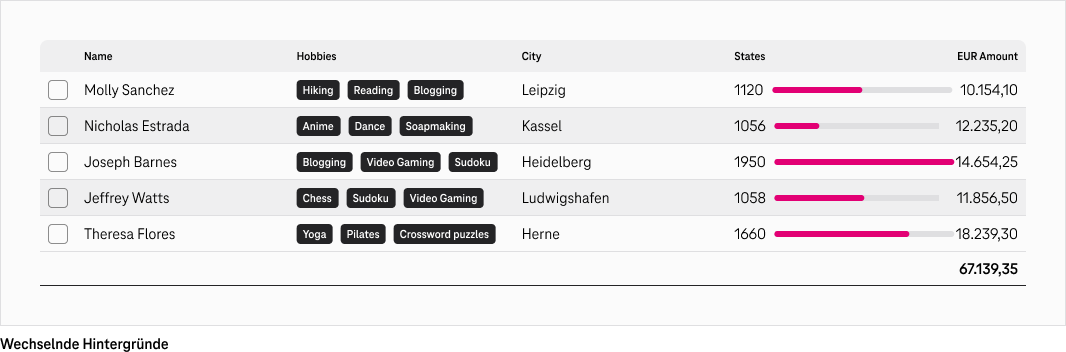 Name Hobbies City States EUR Amount
Molly Sanchez Hiking Reading Blogging Leipzig 1120 10.154,10
Nicholas Estrada Anime Dance Soapmaking Kassel 1056 12.235,20
Joseph Barnes Blogging Video Gaming Sudoku Heidelberg 1950 14.654,25
Jeffrey Watts Chess Sudoku Video Gaming Ludwigshafen 1058 11.856,50
Theresa Flores Yoga Pilates Crossword puzzles Herne 1660 18.239,30
67.139,35
Wechselnde Hintergründe